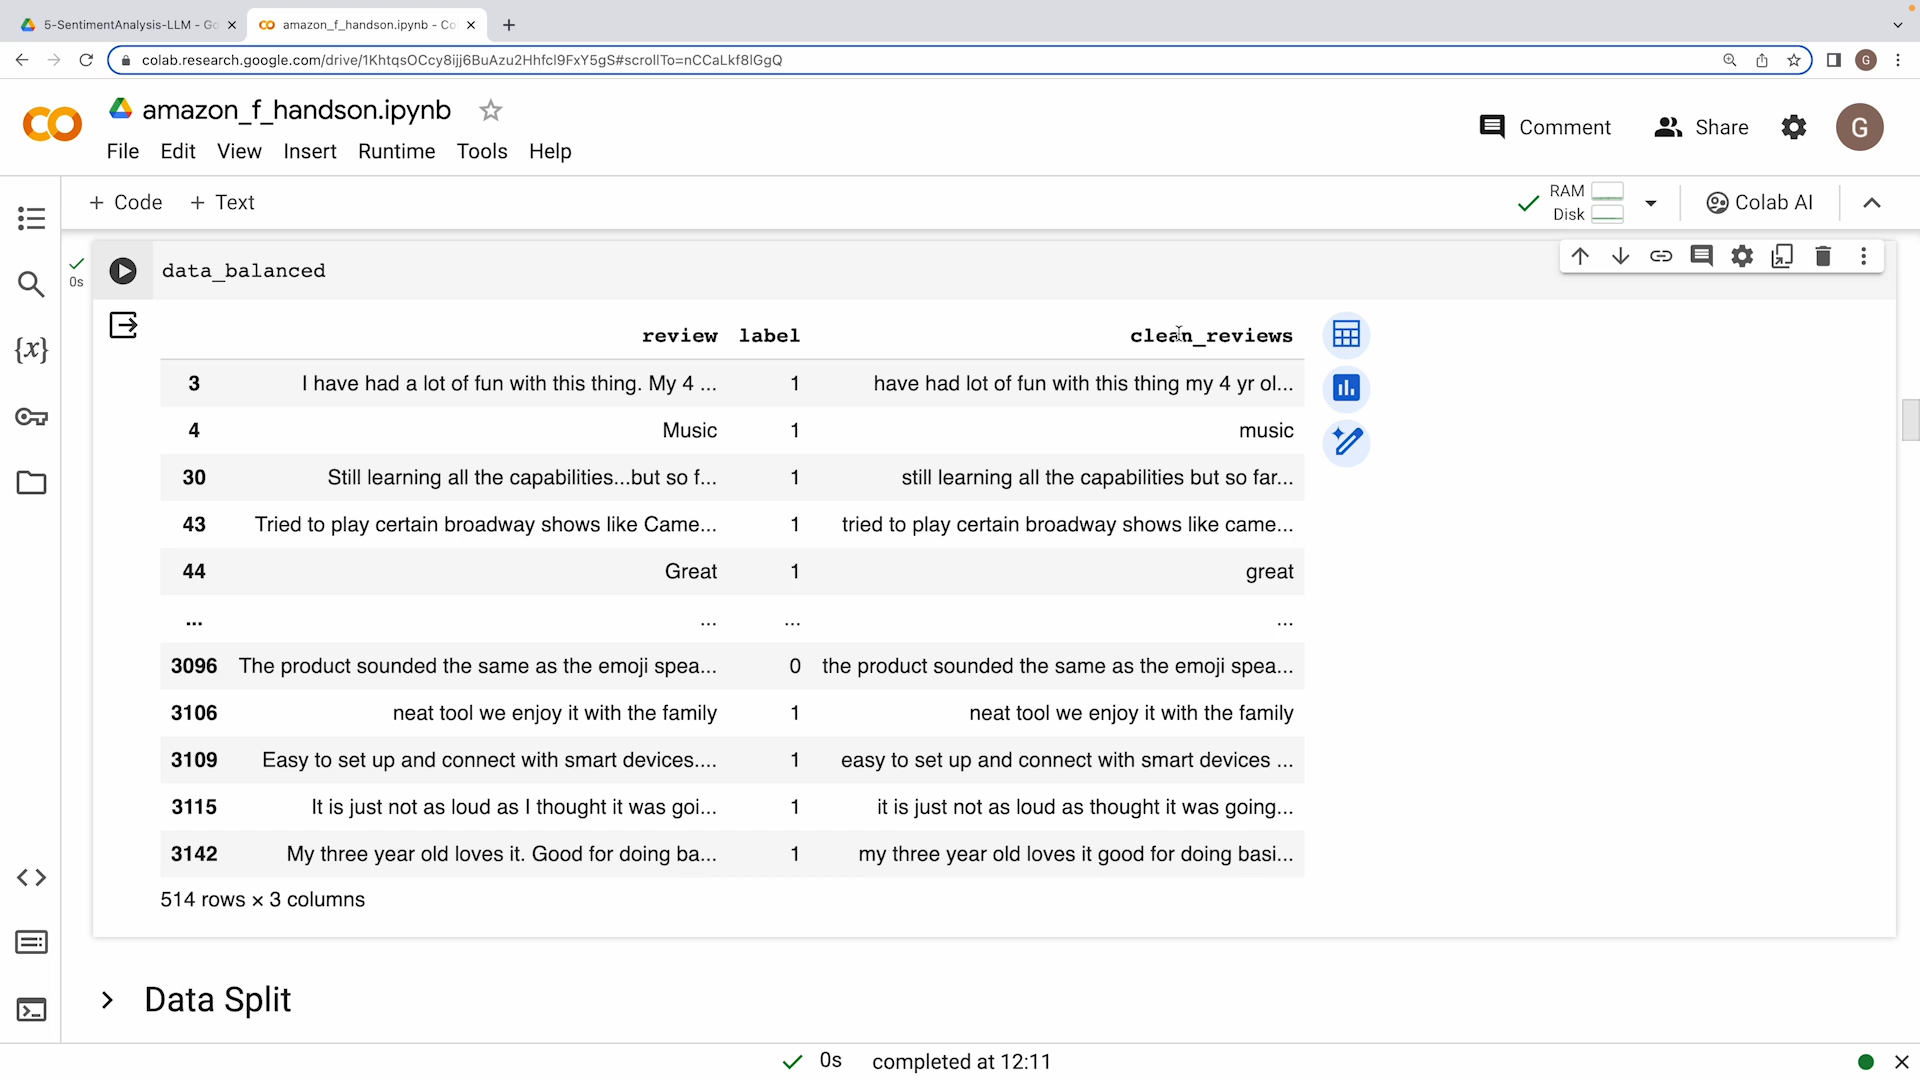 5-SentimentAnalysis-LLM - Go
amazon_f_handson.ipynb - Co
colab.research.google.com/drive/1KhtqsOCcy8ijj6BuAzu2Hhfcl9FxY5gS#scrollTo=nCCaLkf8lGgQ
G
amazon_f_handson.ipynb
File Edit View Insert Runtime Tools Help
Comment Share G
+ Code + Text
RAM
Disk
Colab AI
0s
data_balanced
review label clean_reviews
3 I have had a lot of fun with this thing. My 4 ... 1 have had lot of fun with this thing my 4 yr ol...
4 Music 1 music
30 Still learning all the capabilities...but so f... 1 still learning all the capabilities but so far...
43 Tried to play certain broadway shows like Came... 1 tried to play certain broadway shows like came...
44 Great 1 great
... ... ... ...
3096 The product sounded the same as the emoji spea... 0 the product sounded the same as the emoji spea...
3106 neat tool we enjoy it with the family 1 neat tool we enjoy it with the family
3109 Easy to set up and connect with smart devices.... 1 easy to set up and connect with smart devices ...
3115 It is just not as loud as I thought it was goi... 1 it is just not as loud as thought it was going...
3142 My three year old loves it. Good for doing ba... 1 my three year old loves it good for doing basi...
514 rows × 3 columns
Data Split
0s completed at 12:11